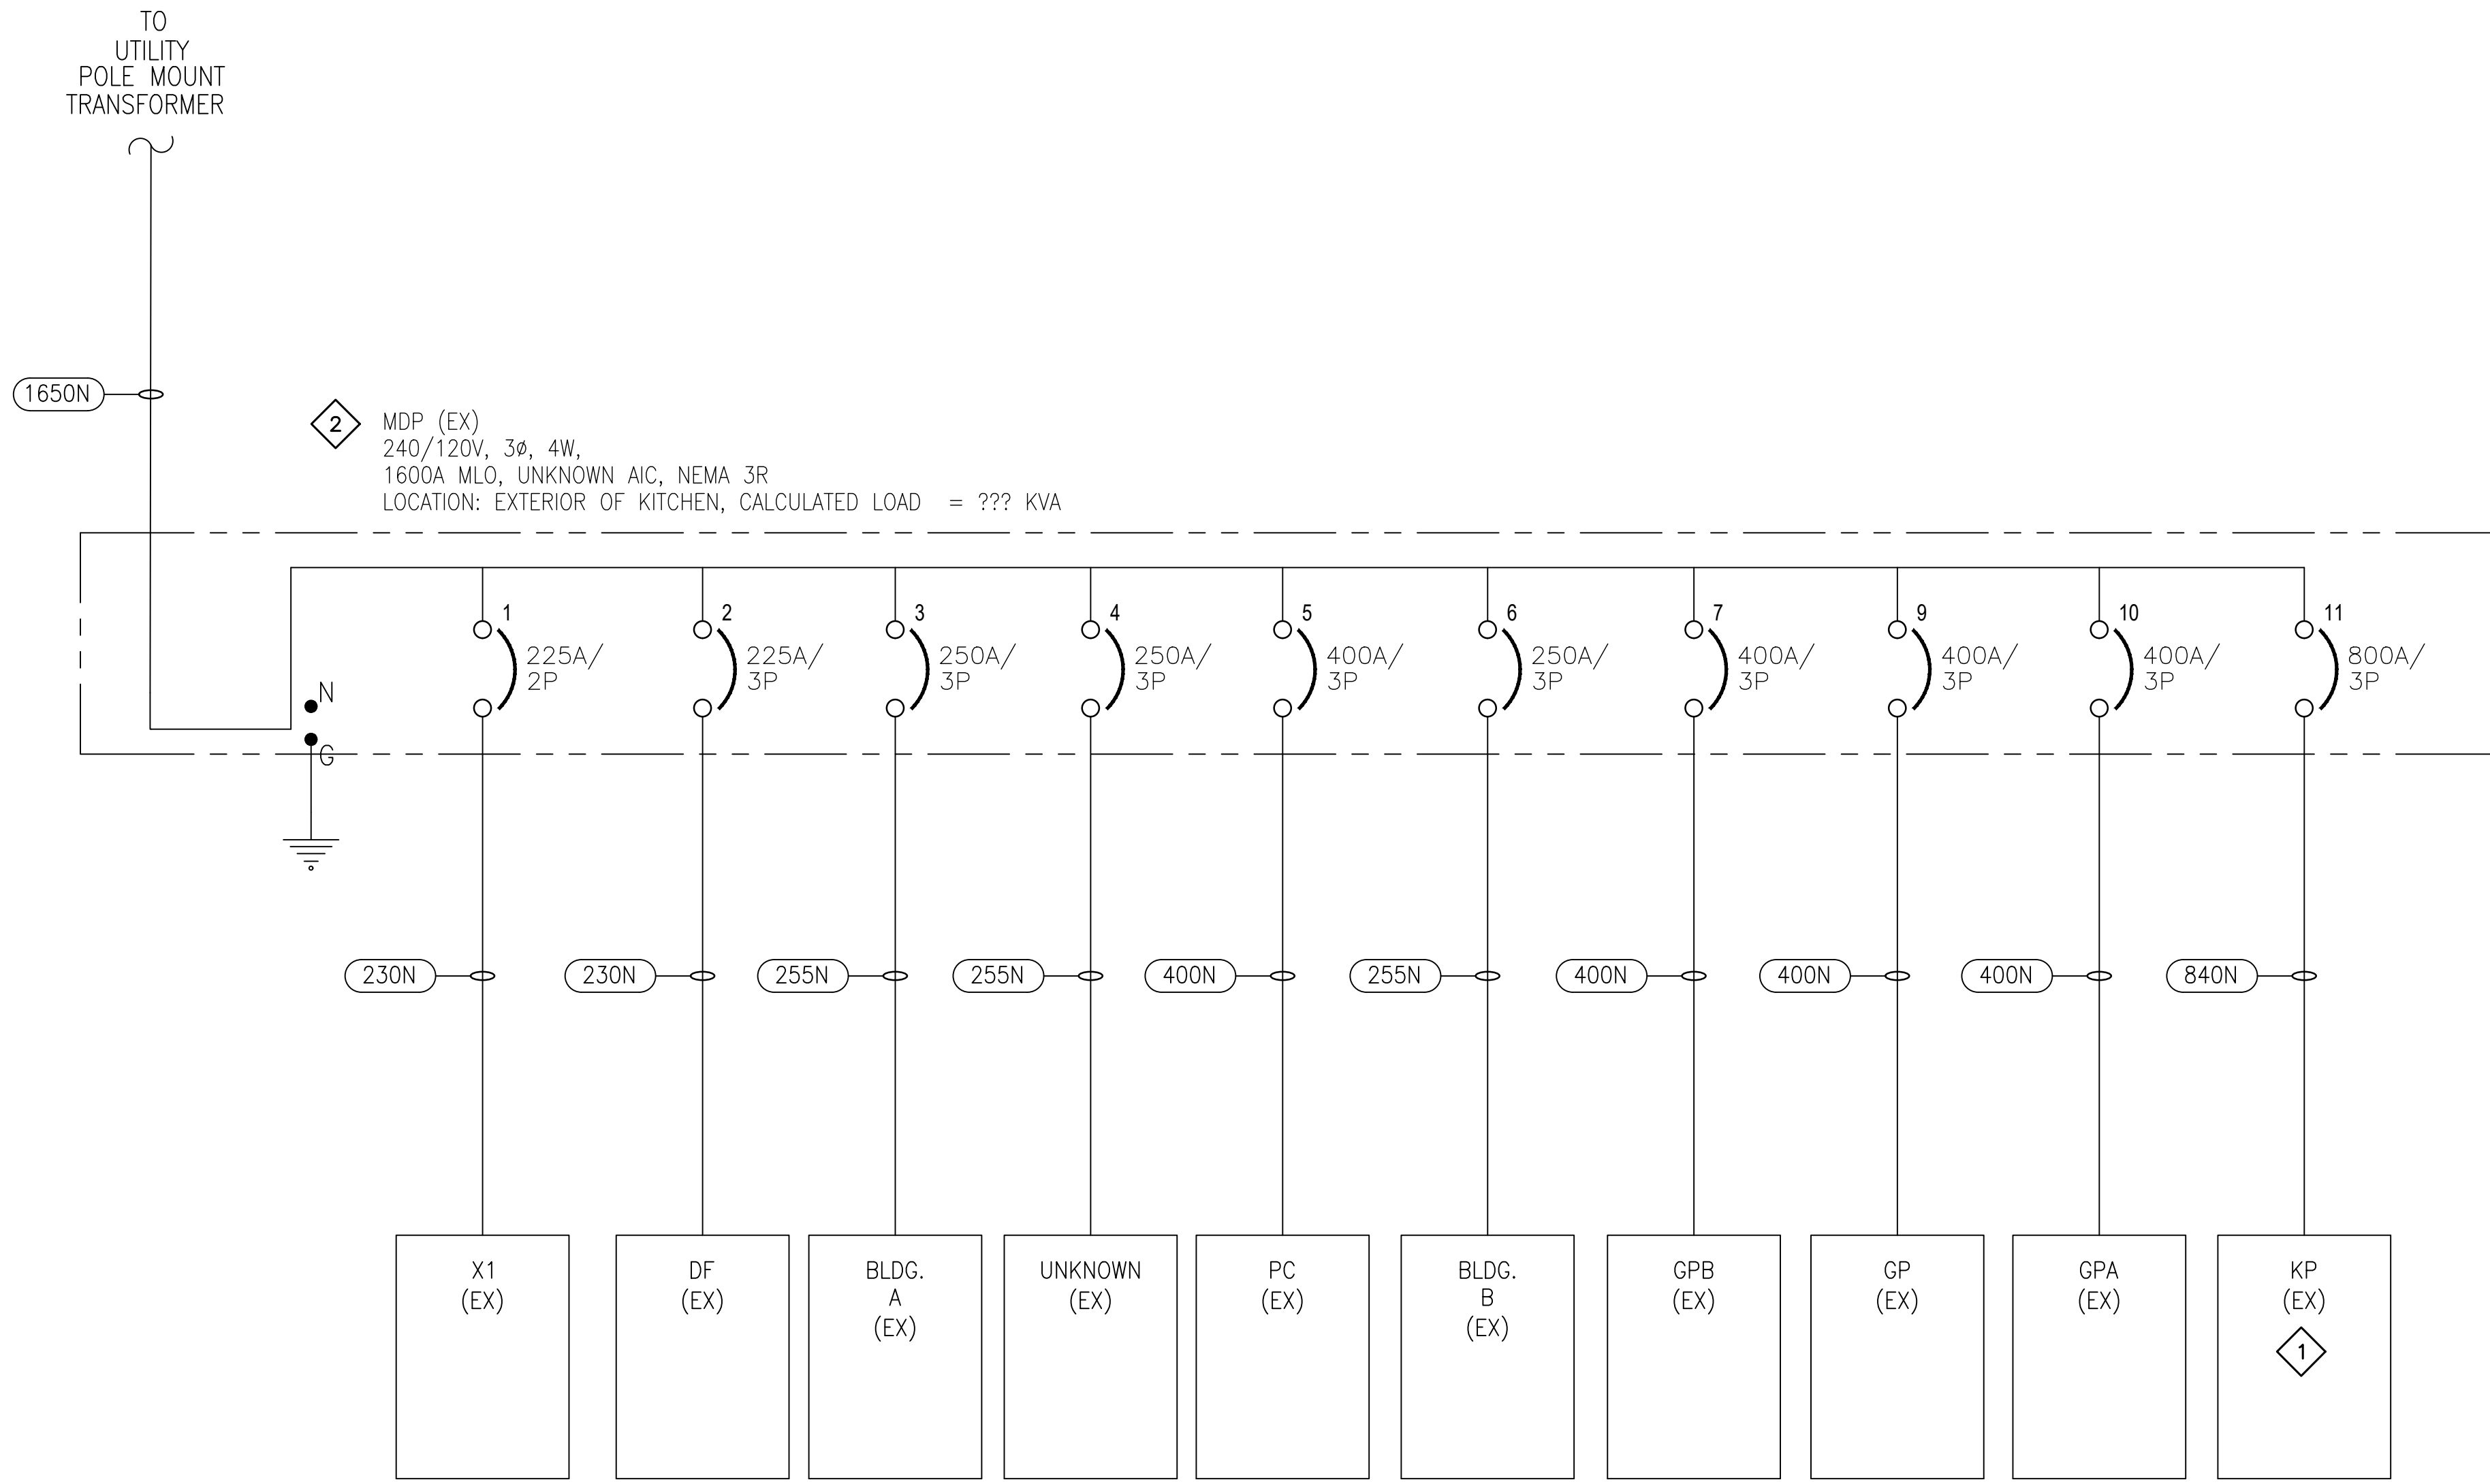 TO
UTILITY
POLE MOUNT
TRANSFORMER
1650N
2
MDP (EX)
240/120V, 3ø, 4W,
1600A MLO, UNKNOWN AIC, NEMA 3R
LOCATION: EXTERIOR OF KITCHEN, CALCULATED LOAD = ??? KVA
N
G
1
225A/
2P
2
225A/
3P
3
250A/
3P
4
250A/
3P
5
400A/
3P
6
250A/
3P
7
400A/
3P
9
400A/
3P
10
400A/
3P
11
800A/
3P
230N
230N
255N
255N
400N
255N
400N
400N
400N
840N
X1
(EX)
DF
(EX)
BLDG.
A
(EX)
UNKNOWN
(EX)
PC
(EX)
BLDG.
B
(EX)
GPB
(EX)
GP
(EX)
GPA
(EX)
KP
(EX)
1